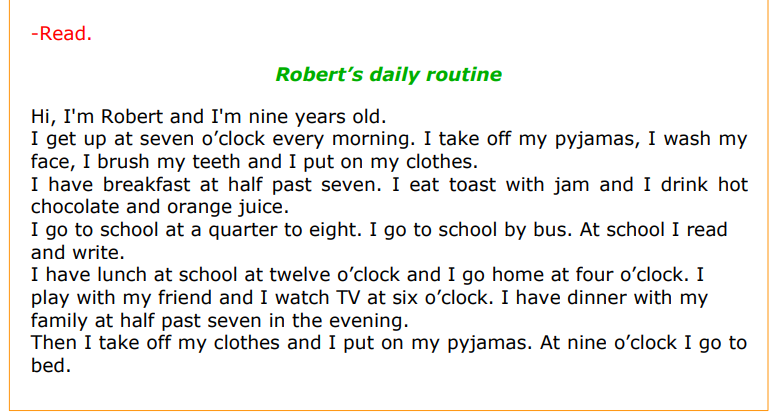 -Read.
Robert’s daily routine
Hi, I'm Robert and I'm nine years old.
I get up at seven o’clock every morning. I take off my pyjamas, I wash my
face, I brush my teeth and I put on my clothes.
I have breakfast at half past seven. I eat toast with jam and I drink hot
chocolate and orange juice.
I go to school at a quarter to eight. I go to school by bus. At school I read
and write.
I have lunch at school at twelve o’clock and I go home at four o’clock. I
play with my friend and I watch TV at six o’clock. I have dinner with my
family at half past seven in the evening.
Then I take off my clothes and I put on my pyjamas. At nine o’clock I go to
bed.